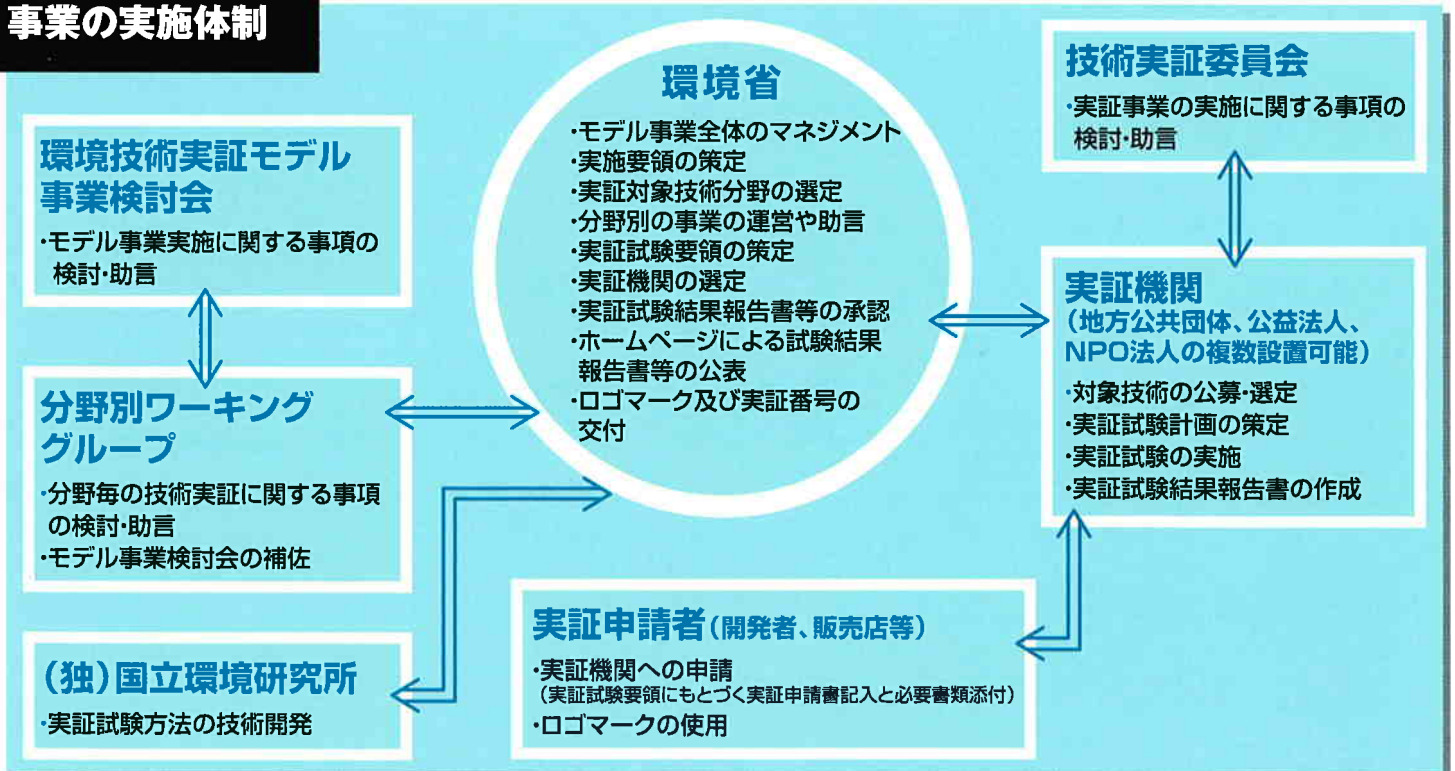 事業の実施体制
環境技術実証モデル
事業検討会
・モデル事業実施に関する事項の
検討・助言
分野別ワーキング
グループ
・分野毎の技術実証に関する事項
の検討・助言
・モデル事業検討会の補佐
(独)国立環境研究所
・実証試験方法の技術開発
環境省
・モデル事業全体のマネジメント
・実施要領の策定
・実証対象技術分野の選定
・分野別の事業の運営や助言
・実証試験要領の策定
・実証機関の選定
・実証試験結果報告書等の承認
・ホームページによる試験結果
報告書等の公表
・ロゴマーク及び実証番号の
交付
実証申請者(開発者、販売店等)
・実証機関への申請
(実証試験要領にもとづく実証申請書記入と必要書類添付)
・ロゴマークの使用
技術実証委員会
・実証事業の実施に関する事項の
検討・助言
実証機関
(地方公共団体、公益法人、
NPO法人の複数設置可能)
・対象技術の公募・選定
・実証試験計画の策定
・実証試験の実施
・実証試験結果報告書の作成